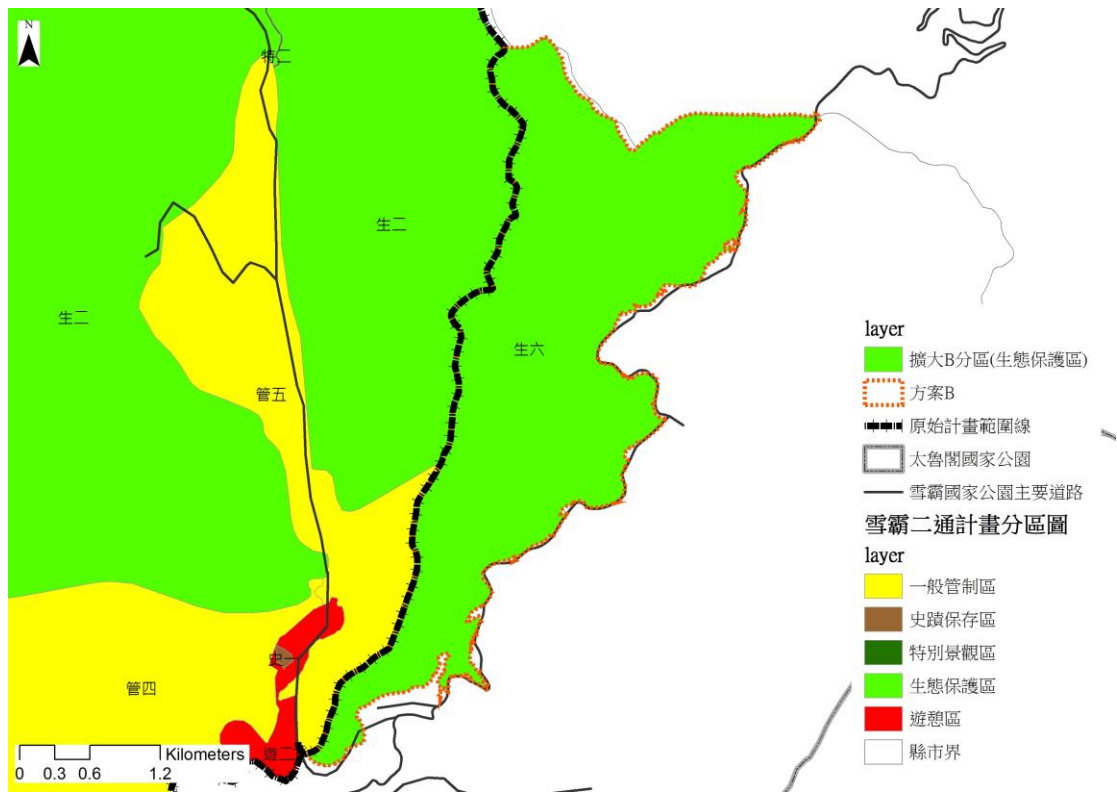 N
特二
生二
生二
生六
管五
史一
管四
遊二
Kilometers
0 0.3 0.6 1.2
layer
擴大B分區(生態保護區)
方案B
原始計畫範圍線
太魯閣國家公園
雪霸國家公園主要道路
雪霸二通計畫分區圖
layer
一般管制區
史蹟保存區
特別景觀區
生態保護區
遊憩區
縣市界